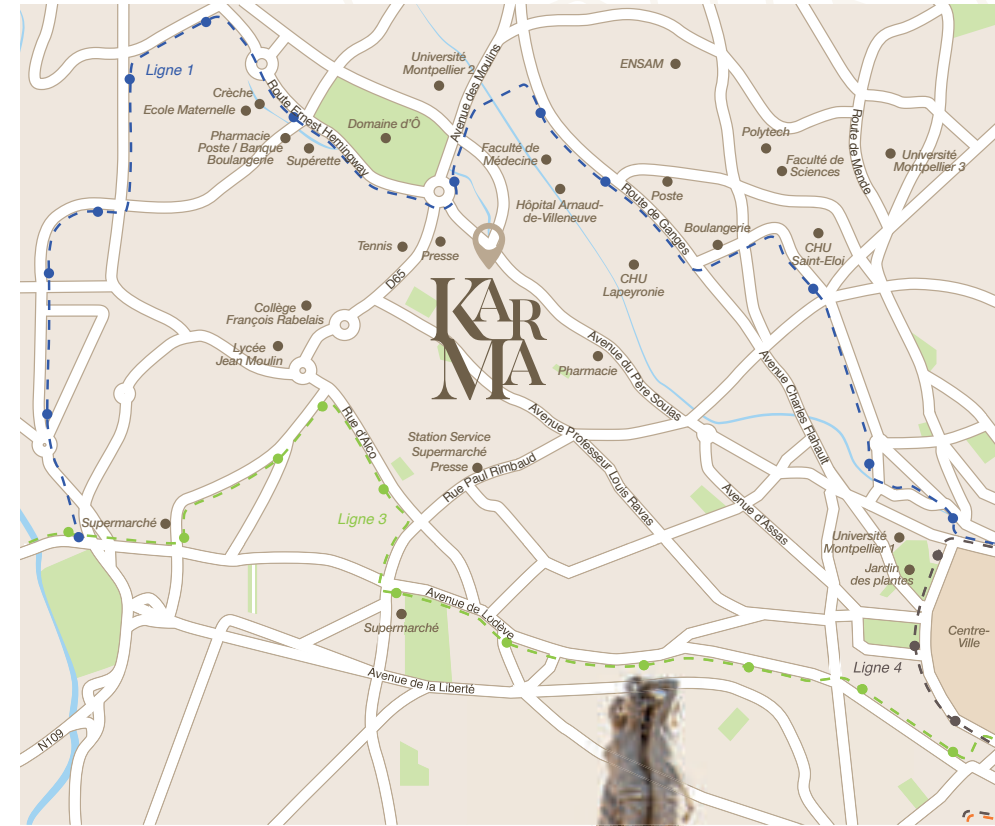 Ligne 1
Université
Montpellier 2
ENSAM
Crèche
Ecole Maternelle
Route Ernest Hemingway
Avenue des Moulins
Route de Mende
Pharmacie
Poste / Banque
Boulangerie
Supérette
Domaine d'Ô
Faculté de
Médecine
Polytech
Faculté de
Sciences
Université
Montpellier 3
Hôpital Arnaud-
de-Villeneuve
Poste
Route de Ganges
Boulangerie
CHU
Saint-Eloi
Tennis
Presse
D65
CHU
Lapeyronie
KARMA
Collège
François Rabelais
Lycée
Jean Moulin
Pharmacie
Avenue du Père Soulas
Avenue Charles Flahault
Rue d'Alco
Station Service
Supermarché
Presse
Rue Paul Rimbaud
Avenue Professeur Louis Ravas
Avenue d'Assas
Ligne 3
Supermarché
Université
Montpellier 1
Jardin
des plantes
Avenue de Lodève
Supermarché
Centre-
Ville
Ligne 4
Avenue de la Liberté
N109